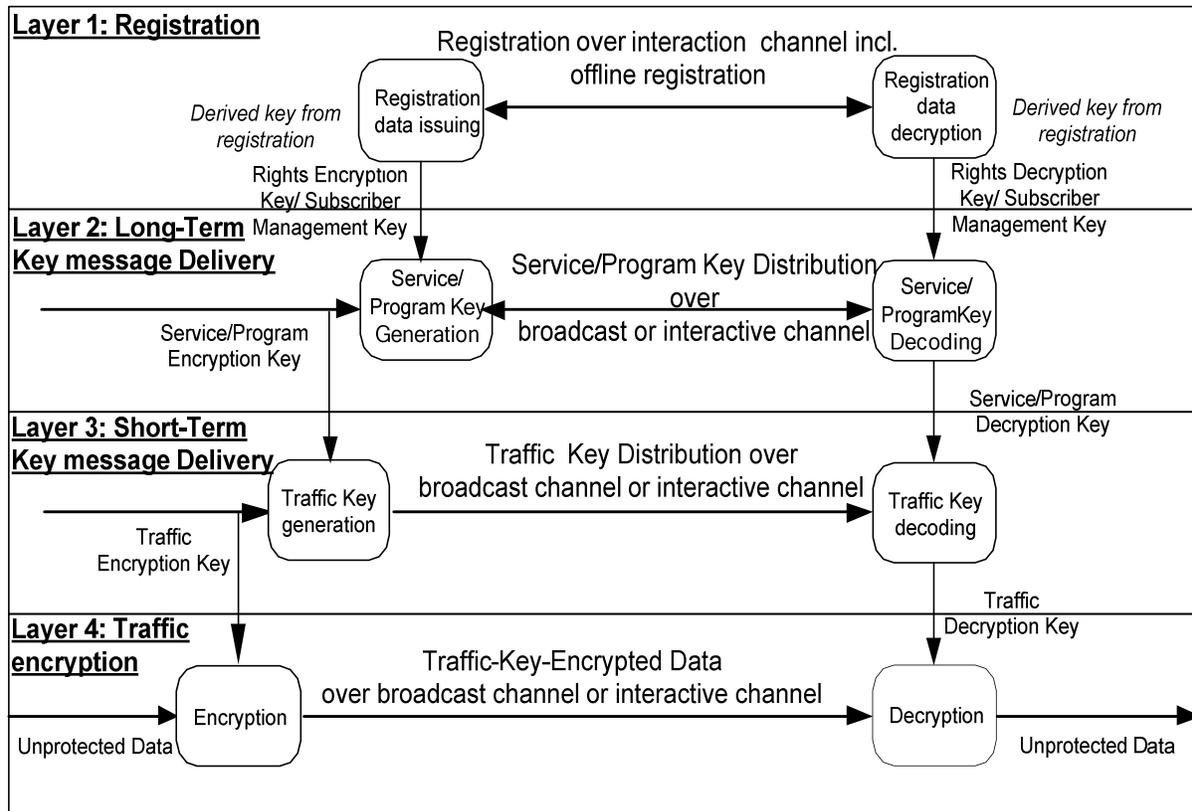 Layer 1: Registration
Registration over interaction channel incl.
offline registration
Registration
data issuing
Registration
data
decryption
Derived key from
registration
Derived key from
registration
Rights Encryption
Key/ Subscriber
Management Key
Rights Decryption
Key/ Subscriber
Management Key
Layer 2: Long-Term
Key message Delivery
Service/
Program Key
Generation
Service/Program Key Distribution
over
broadcast or interactive channel
Service/
ProgramKey
Decoding
Service/Program
Encryption Key
Service/Program
Decryption Key
Layer 3: Short-Term
Key message Delivery
Traffic Key
generation
Traffic Key Distribution over
broadcast channel or interactive channel
Traffic Key
decoding
Traffic
Encryption Key
Traffic
Decryption Key
Layer 4: Traffic
encryption
Encryption
Traffic-Key-Encrypted Data
over broadcast channel or interactive channel
Decryption
Unprotected Data
Unprotected Data